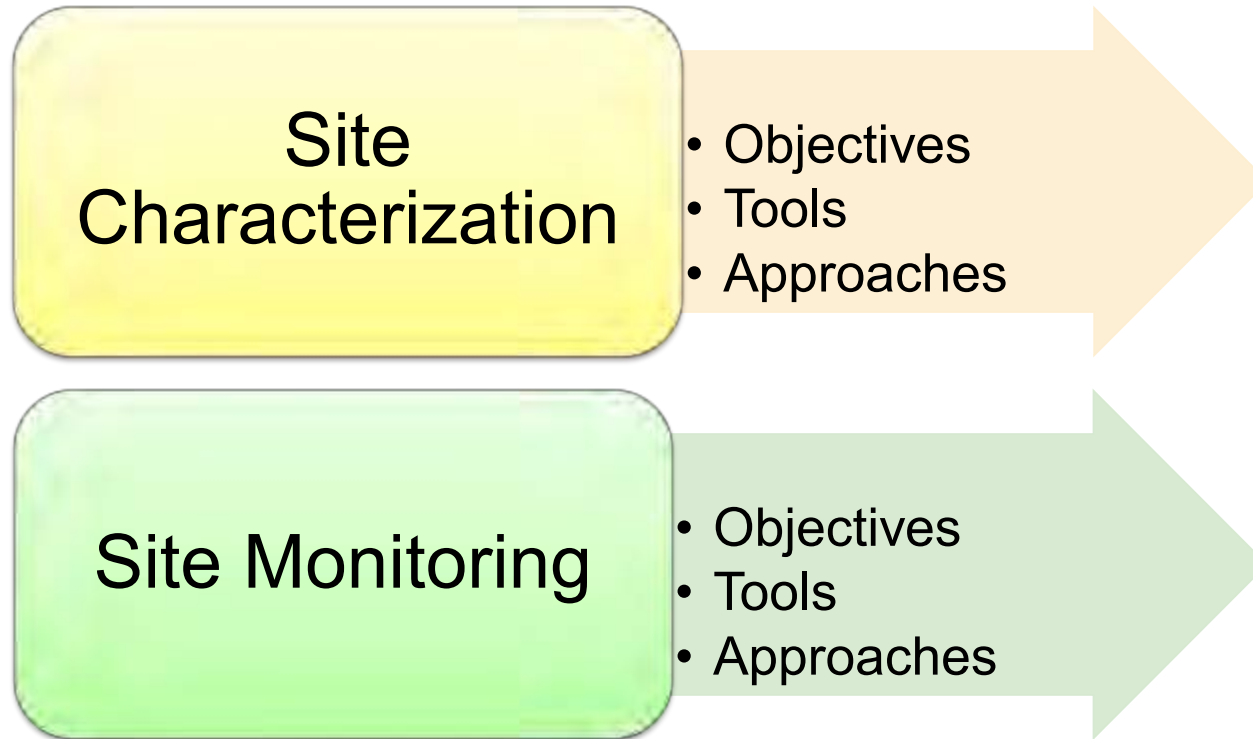 Site
Characterization
• Objectives
• Tools
• Approaches
Site Monitoring
• Objectives
• Tools
• Approaches